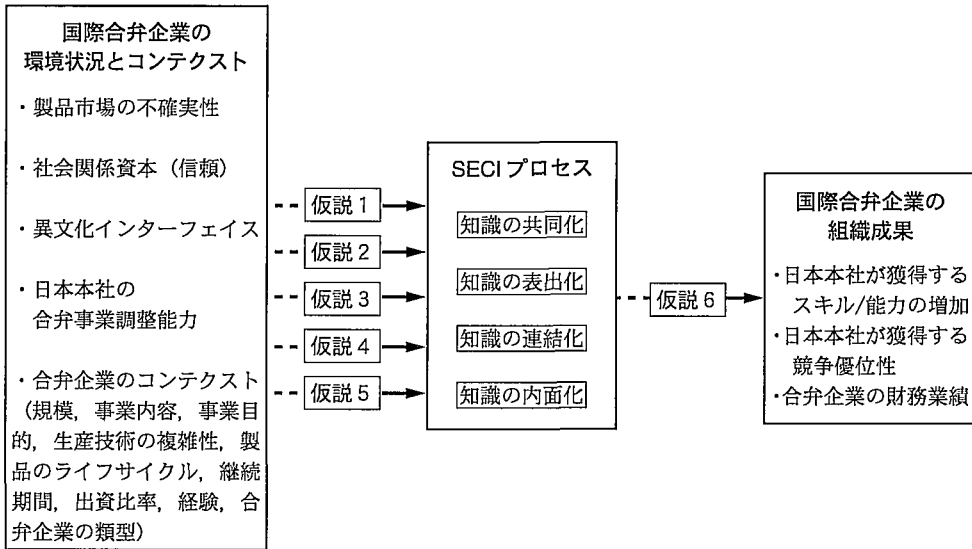 国際合弁企業の
環境状況とコンテクスト
・製品市場の不確実性
・社会関係資本（信頼）
・異文化インターフェイス
・日本本社の
合弁事業調整能力
・合弁企業のコンテクスト
（規模，事業内容，事業目
的，生産技術の複雑性，製
品のライフサイクル，継続
期間，出資比率，経験，合
弁企業の類型）
仮説1
仮説2
仮説3
仮説4
仮説5
SECIプロセス
知識の共同化
知識の表出化
知識の連結化
知識の内面化
仮説6
国際合弁企業の
組織成果
・日本本社が獲得する
スキル/能力の増加
・日本本社が獲得する
競争優位性
・合弁企業の財務業績